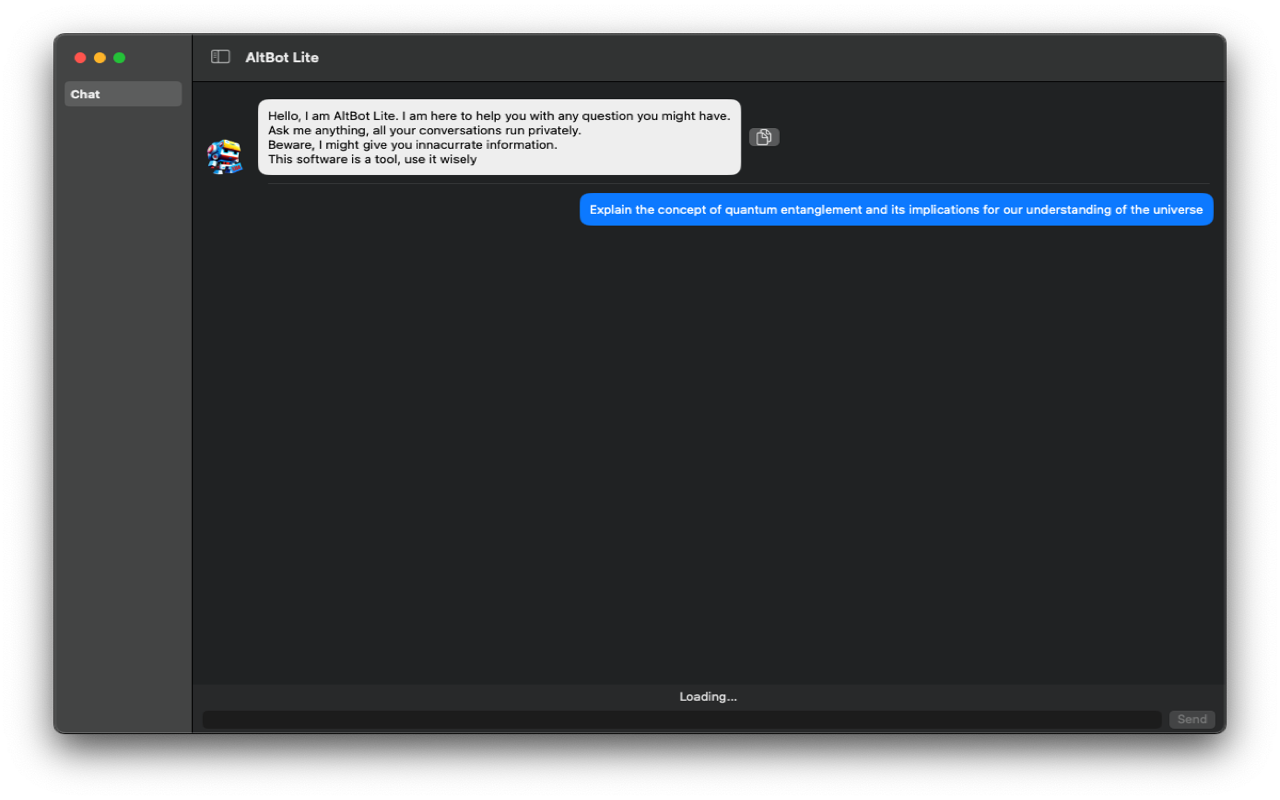 AltBot Lite
Chat
Hello, I am AltBot Lite. I am here to help you with any question you might have.
Ask me anything, all your conversations run privately.
Beware, I might give you innacurrate information.
This software is a tool, use it wisely
Explain the concept of quantum entanglement and its implications for our understanding of the universe
Loading...
Send